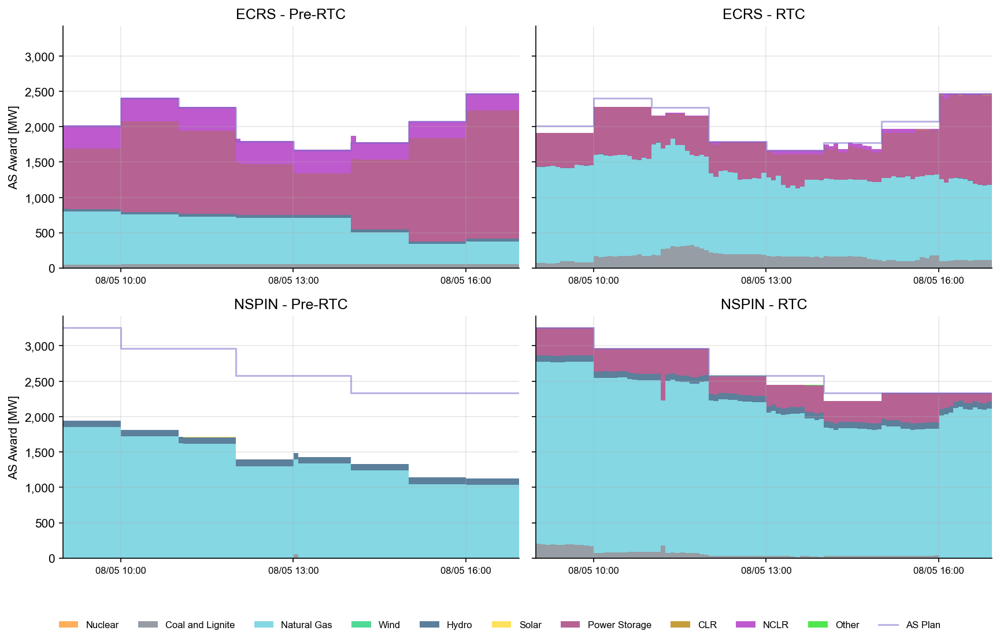 ECRS - Pre-RTC
ECRS - RTC
AS Award [MW]
3,000
2,500
2,000
1,500
1,000
500
0
08/05 10:00
08/05 13:00
08/05 16:00
08/05 10:00
08/05 13:00
08/05 16:00
NSPIN - Pre-RTC
NSPIN - RTC
AS Award [MW]
3,000
2,500
2,000
1,500
1,000
500
0
08/05 10:00
08/05 13:00
08/05 16:00
08/05 10:00
08/05 13:00
08/05 16:00
Nuclear
Coal and Lignite
Natural Gas
Wind
Hydro
Solar
Power Storage
CLR
NCLR
Other
AS Plan